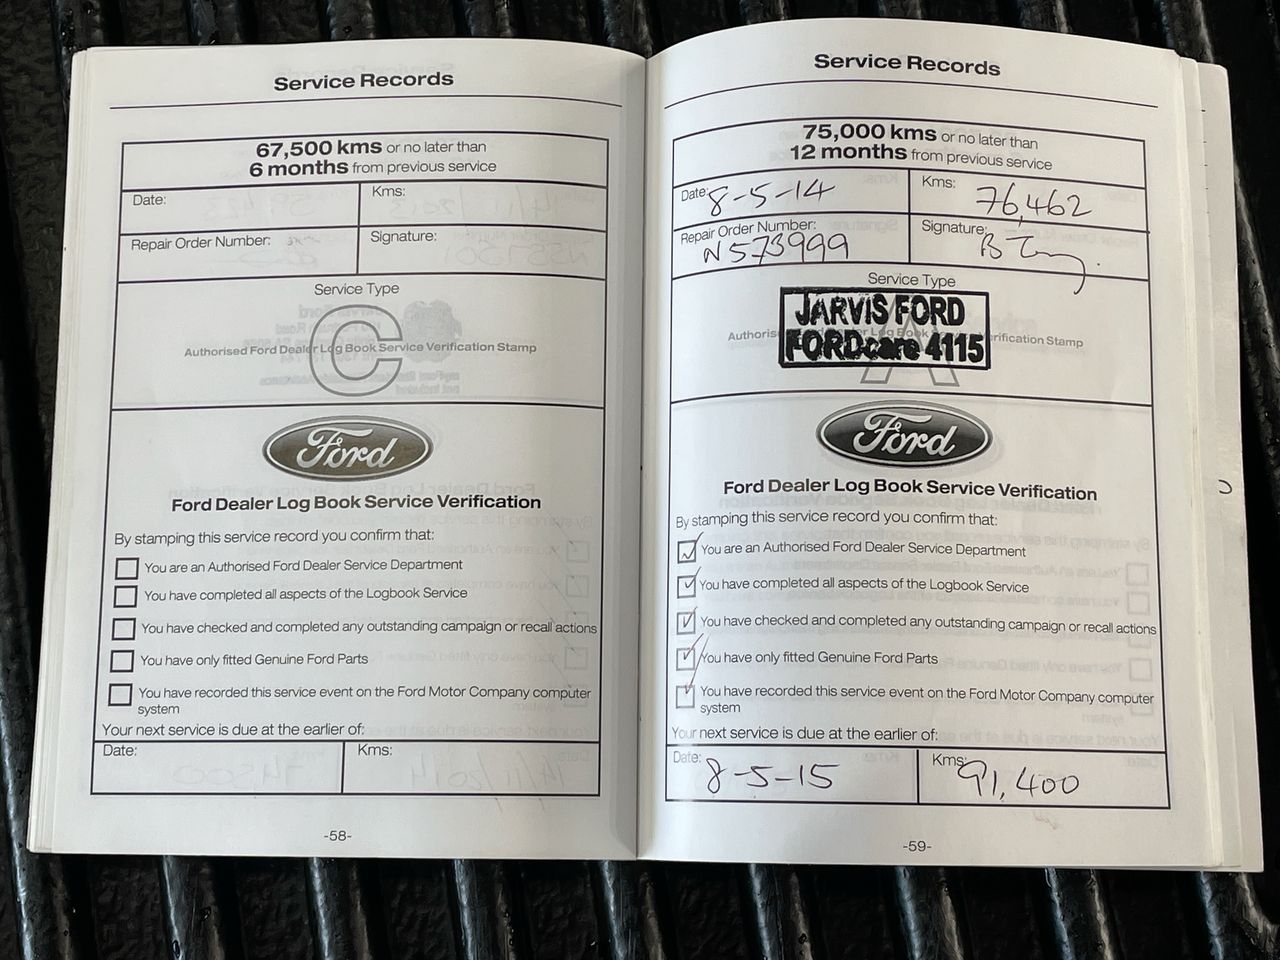 Service Records
67,500 kms or no later than
6 months from previous service
Date:
Kms:
Repair Order Number:
Signature:
Service Type
C
Authorised Ford Dealer Log Book Service Verification Stamp
Ford
Ford Dealer Log Book Service Verification
By stamping this service record you confirm that:
You are an Authorised Ford Dealer Service Department
You have completed all aspects of the Logbook Service
You have checked and completed any outstanding campaign or recall actions
You have only fitted Genuine Ford Parts
You have recorded this service event on the Ford Motor Company computer
system
Your next service is due at the earlier of:
Date:
Kms:
-58-
Service Records
75,000 kms or no later than
12 months from previous service
Date: 8-5-14
Kms: 76,462
Repair Order Number:
N573999
Signature:
Service Type
A
JARVIS FORD
FORDcare 4115
Authorised Ford Dealer Log Book Service Verification Stamp
Ford
Ford Dealer Log Book Service Verification
By stamping this service record you confirm that:
You are an Authorised Ford Dealer Service Department
You have completed all aspects of the Logbook Service
You have checked and completed any outstanding campaign or recall actions
You have only fitted Genuine Ford Parts
You have recorded this service event on the Ford Motor Company computer
system
Your next service is due at the earlier of:
Date: 8-5-15
Kms: 91,400
-59-